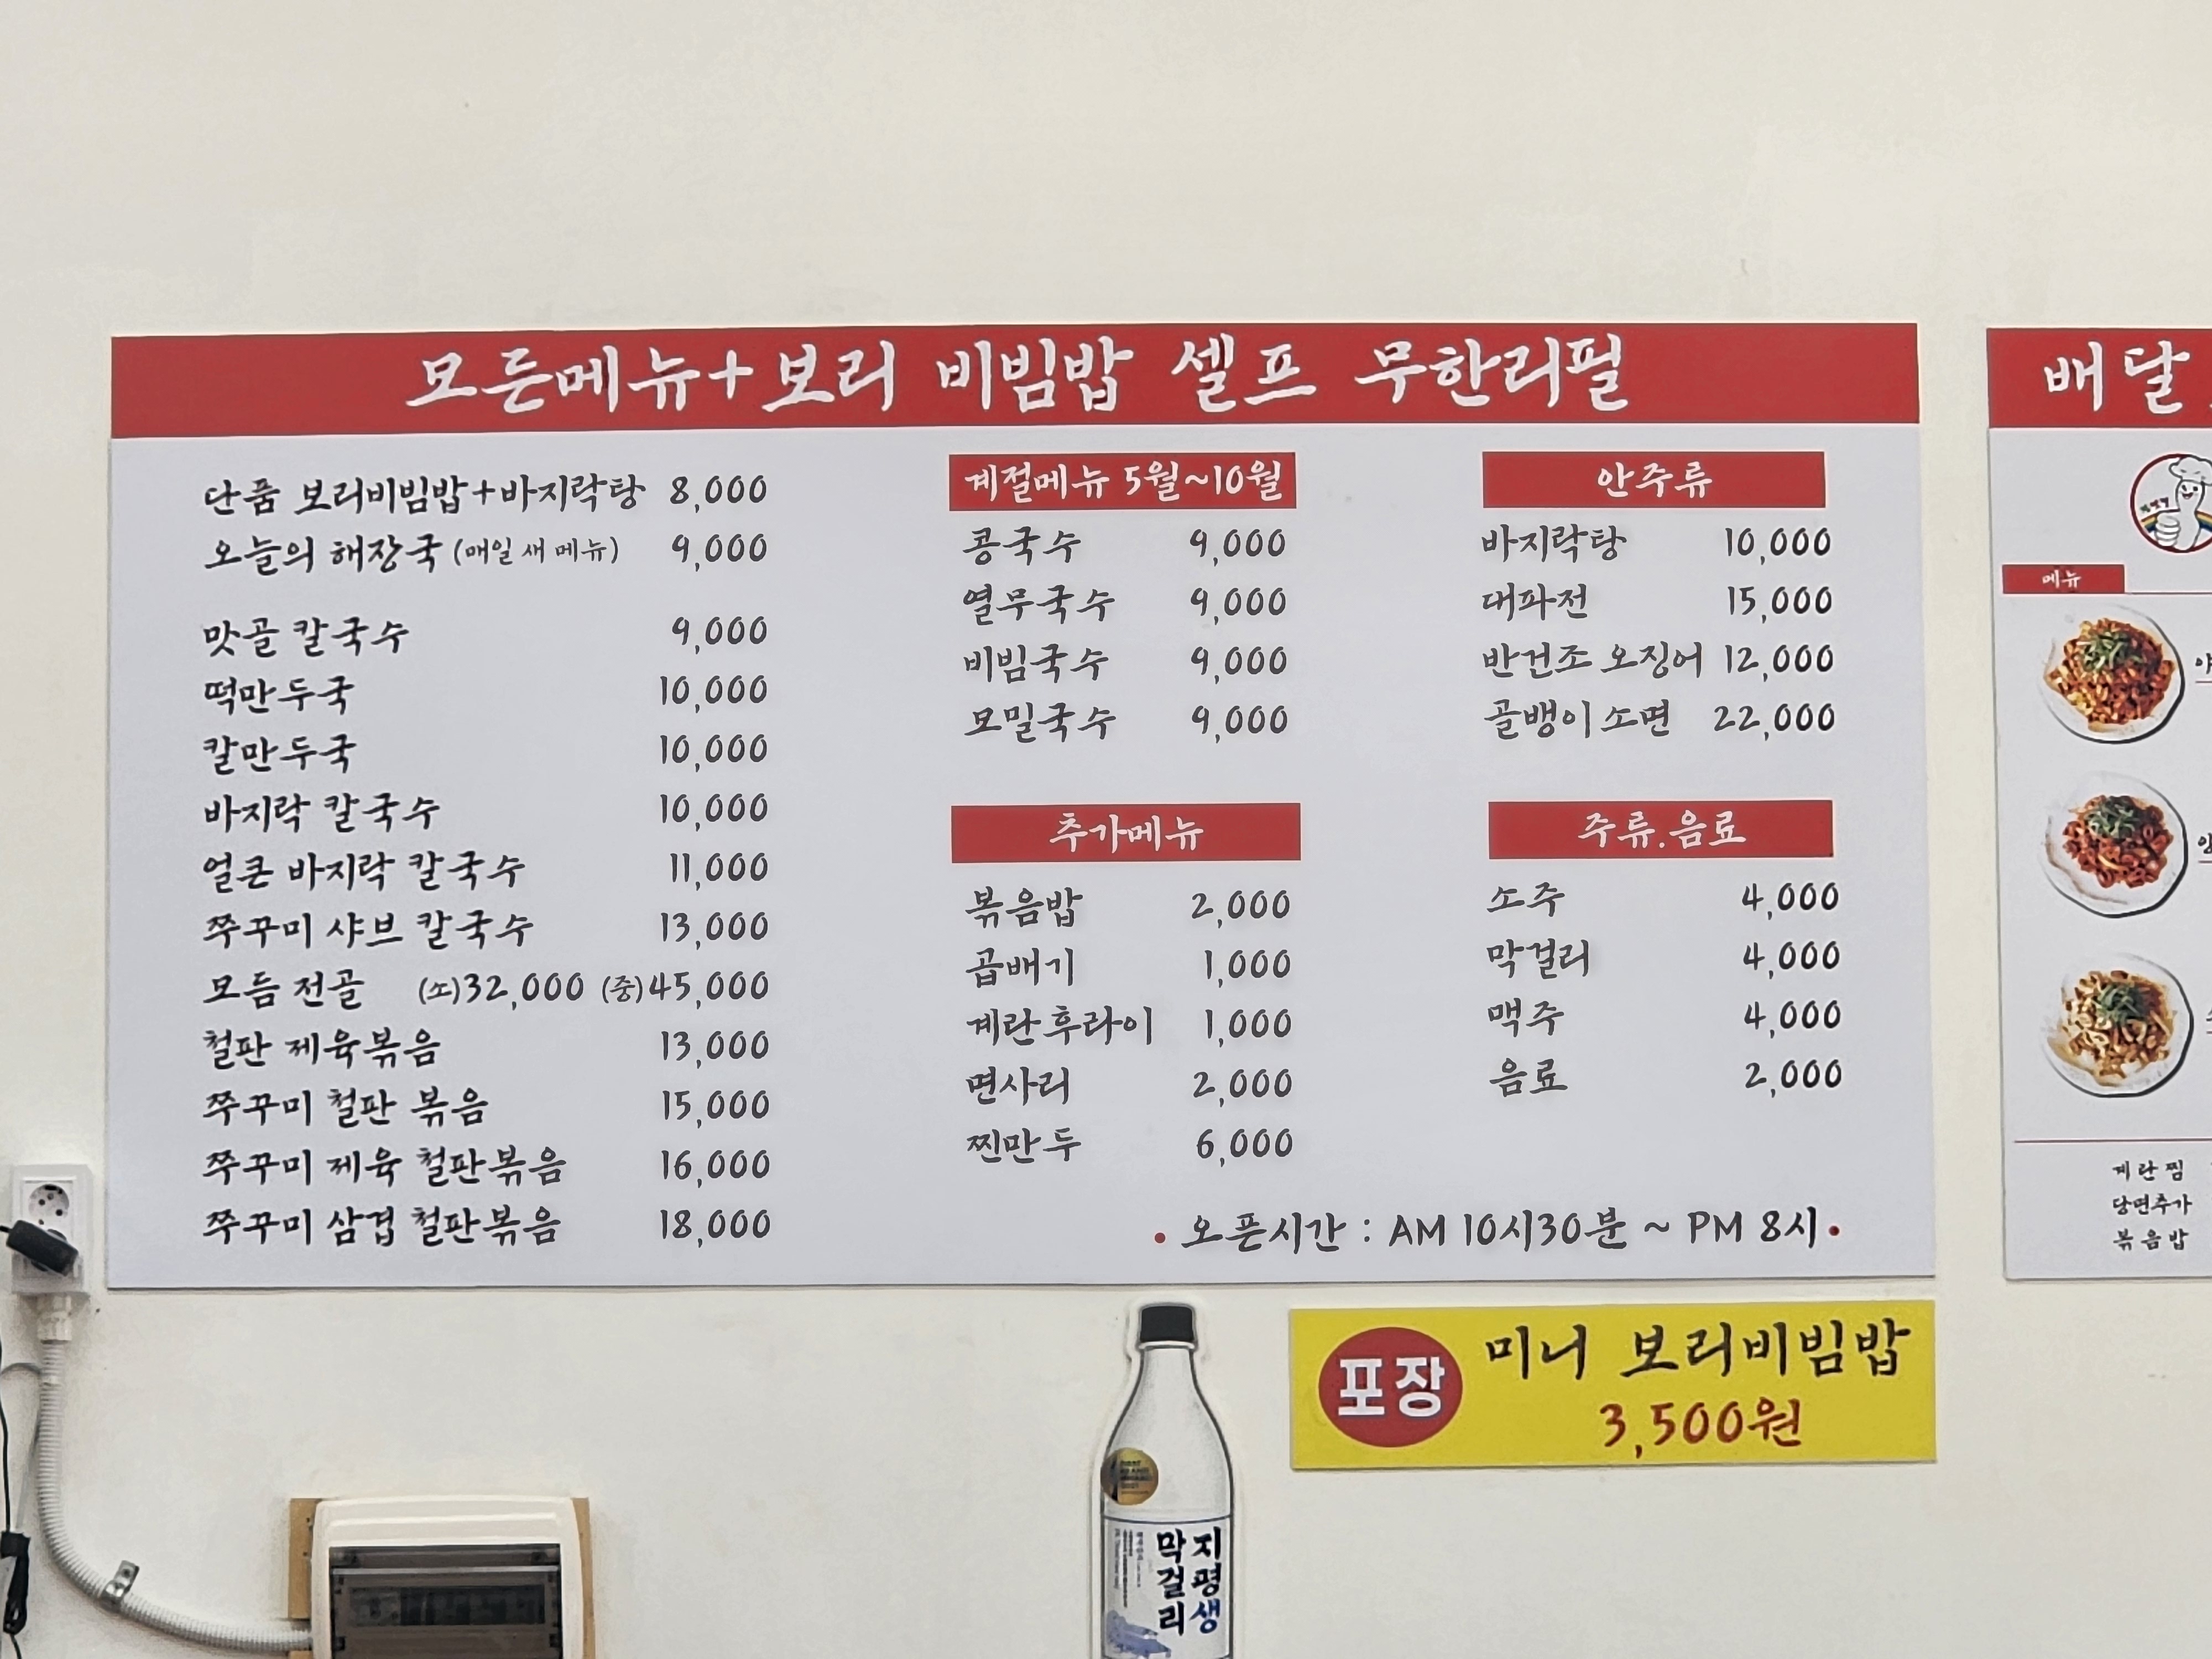 모든메뉴+보리 비빔밥 셀프 무한리필
단품 보리비빔밥+바지락탕 8,000
오늘의 해장국 (매일 새 메뉴) 9,000
맛골 칼국수 9,000
떡만두국 10,000
칼만두국 10,000
바지락 칼국수 10,000
얼큰 바지락 칼국수 11,000
쭈꾸미 샤브 칼국수 13,000
모듬 전골 (소)32,000 (중)45,000
철판 제육볶음 13,000
쭈꾸미 철판 볶음 15,000
쭈꾸미 제육 철판볶음 16,000
쭈꾸미 삼겹 철판볶음 18,000
계절메뉴 5월~10월
콩국수 9,000
열무국수 9,000
비빔국수 9,000
모밀국수 9,000
추가메뉴
볶음밥 2,000
곱배기 1,000
계란후라이 1,000
면사리 2,000
찐만두 6,000
안주류
바지락탕 10,000
대파전 15,000
반건조 오징어 12,000
골뱅이소면 22,000
주류.음료
소주 4,000
막걸리 4,000
맥주 4,000
음료 2,000
• 오픈시간 : AM 10시30분 ~ PM 8시 •
포장
미니 보리비빔밥
3,500원
지평생
막걸리
배달
메뉴
계란찜
당면추가
볶음밥